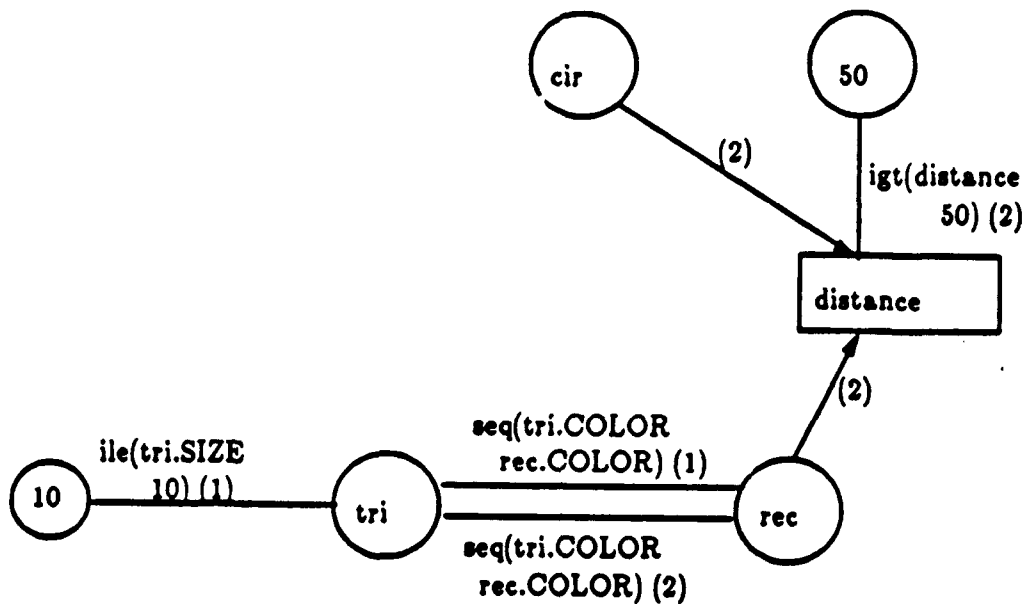 cir
50
(2)
igt(distance
50) (2)
distance
(2)
seq(tri.COLOR
rec.COLOR) (1)
ile(tri.SIZE
10) (1)
10
tri
rec
seq(tri.COLOR
rec.COLOR) (2)